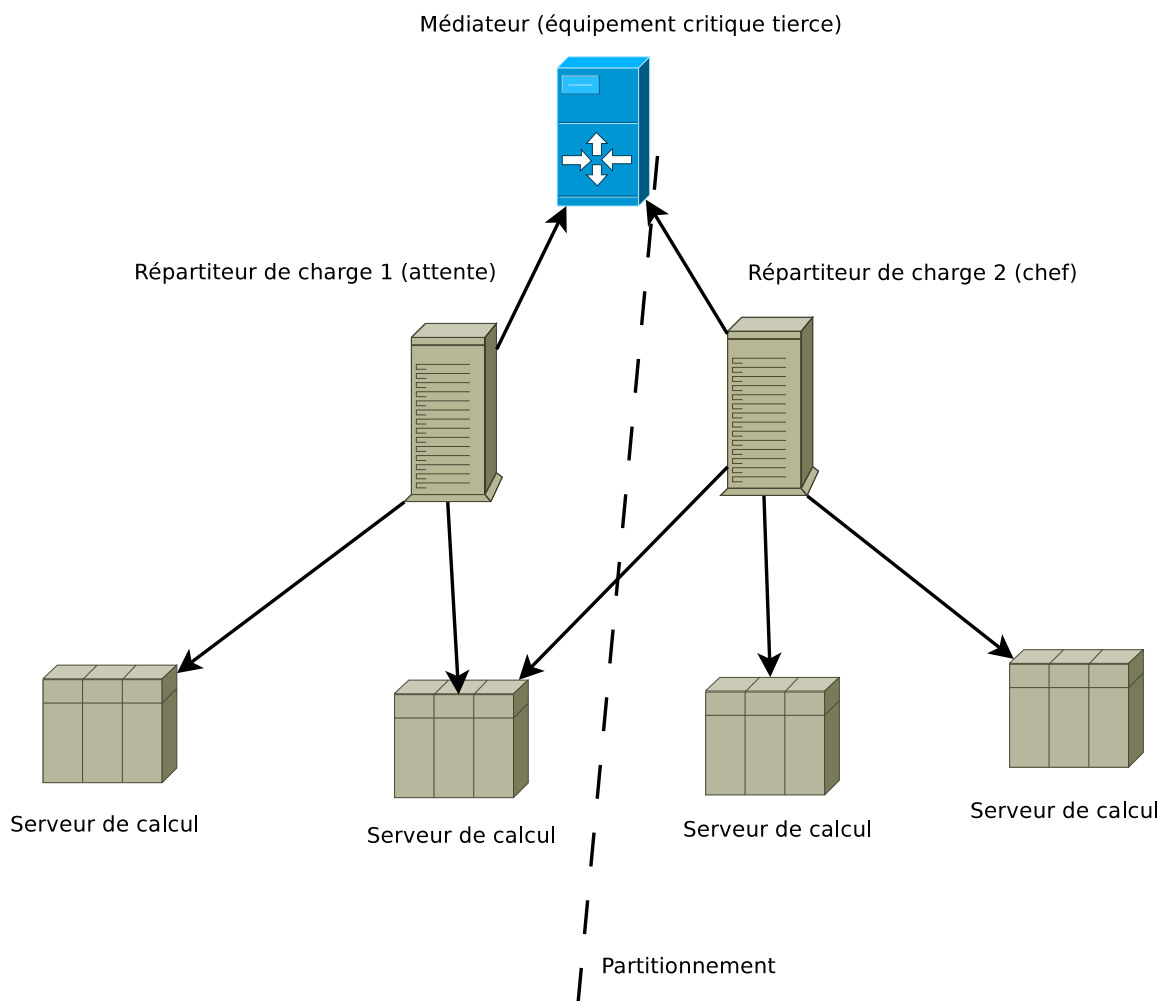 Médiateur (équipement critique tierce)
Répartiteur de charge 1 (attente)
Répartiteur de charge 2 (chef)
Serveur de calcul
Serveur de calcul
Serveur de calcul
Serveur de calcul
Partitionnement